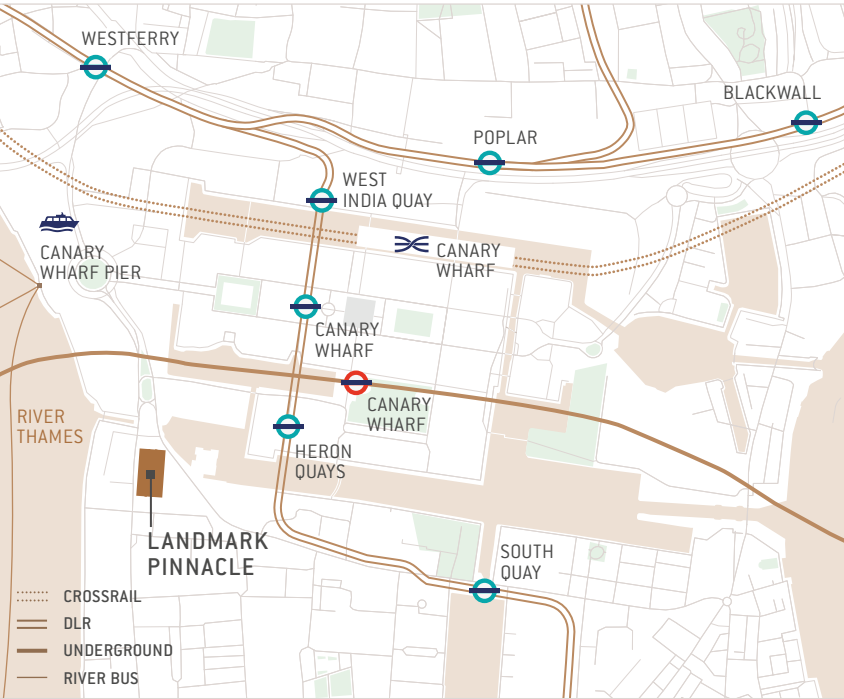 WESTFERRY
BLACKWALL
POPLAR
WEST
INDIA QUAY
CANARY
WHARF PIER
CANARY
WHARF
CANARY
WHARF
CANARY
WHARF
RIVER
THAMES
HERON
QUAYS
LANDMARK
PINNACLE
SOUTH
QUAY
CROSSRAIL
DLR
UNDERGROUND
RIVER BUS